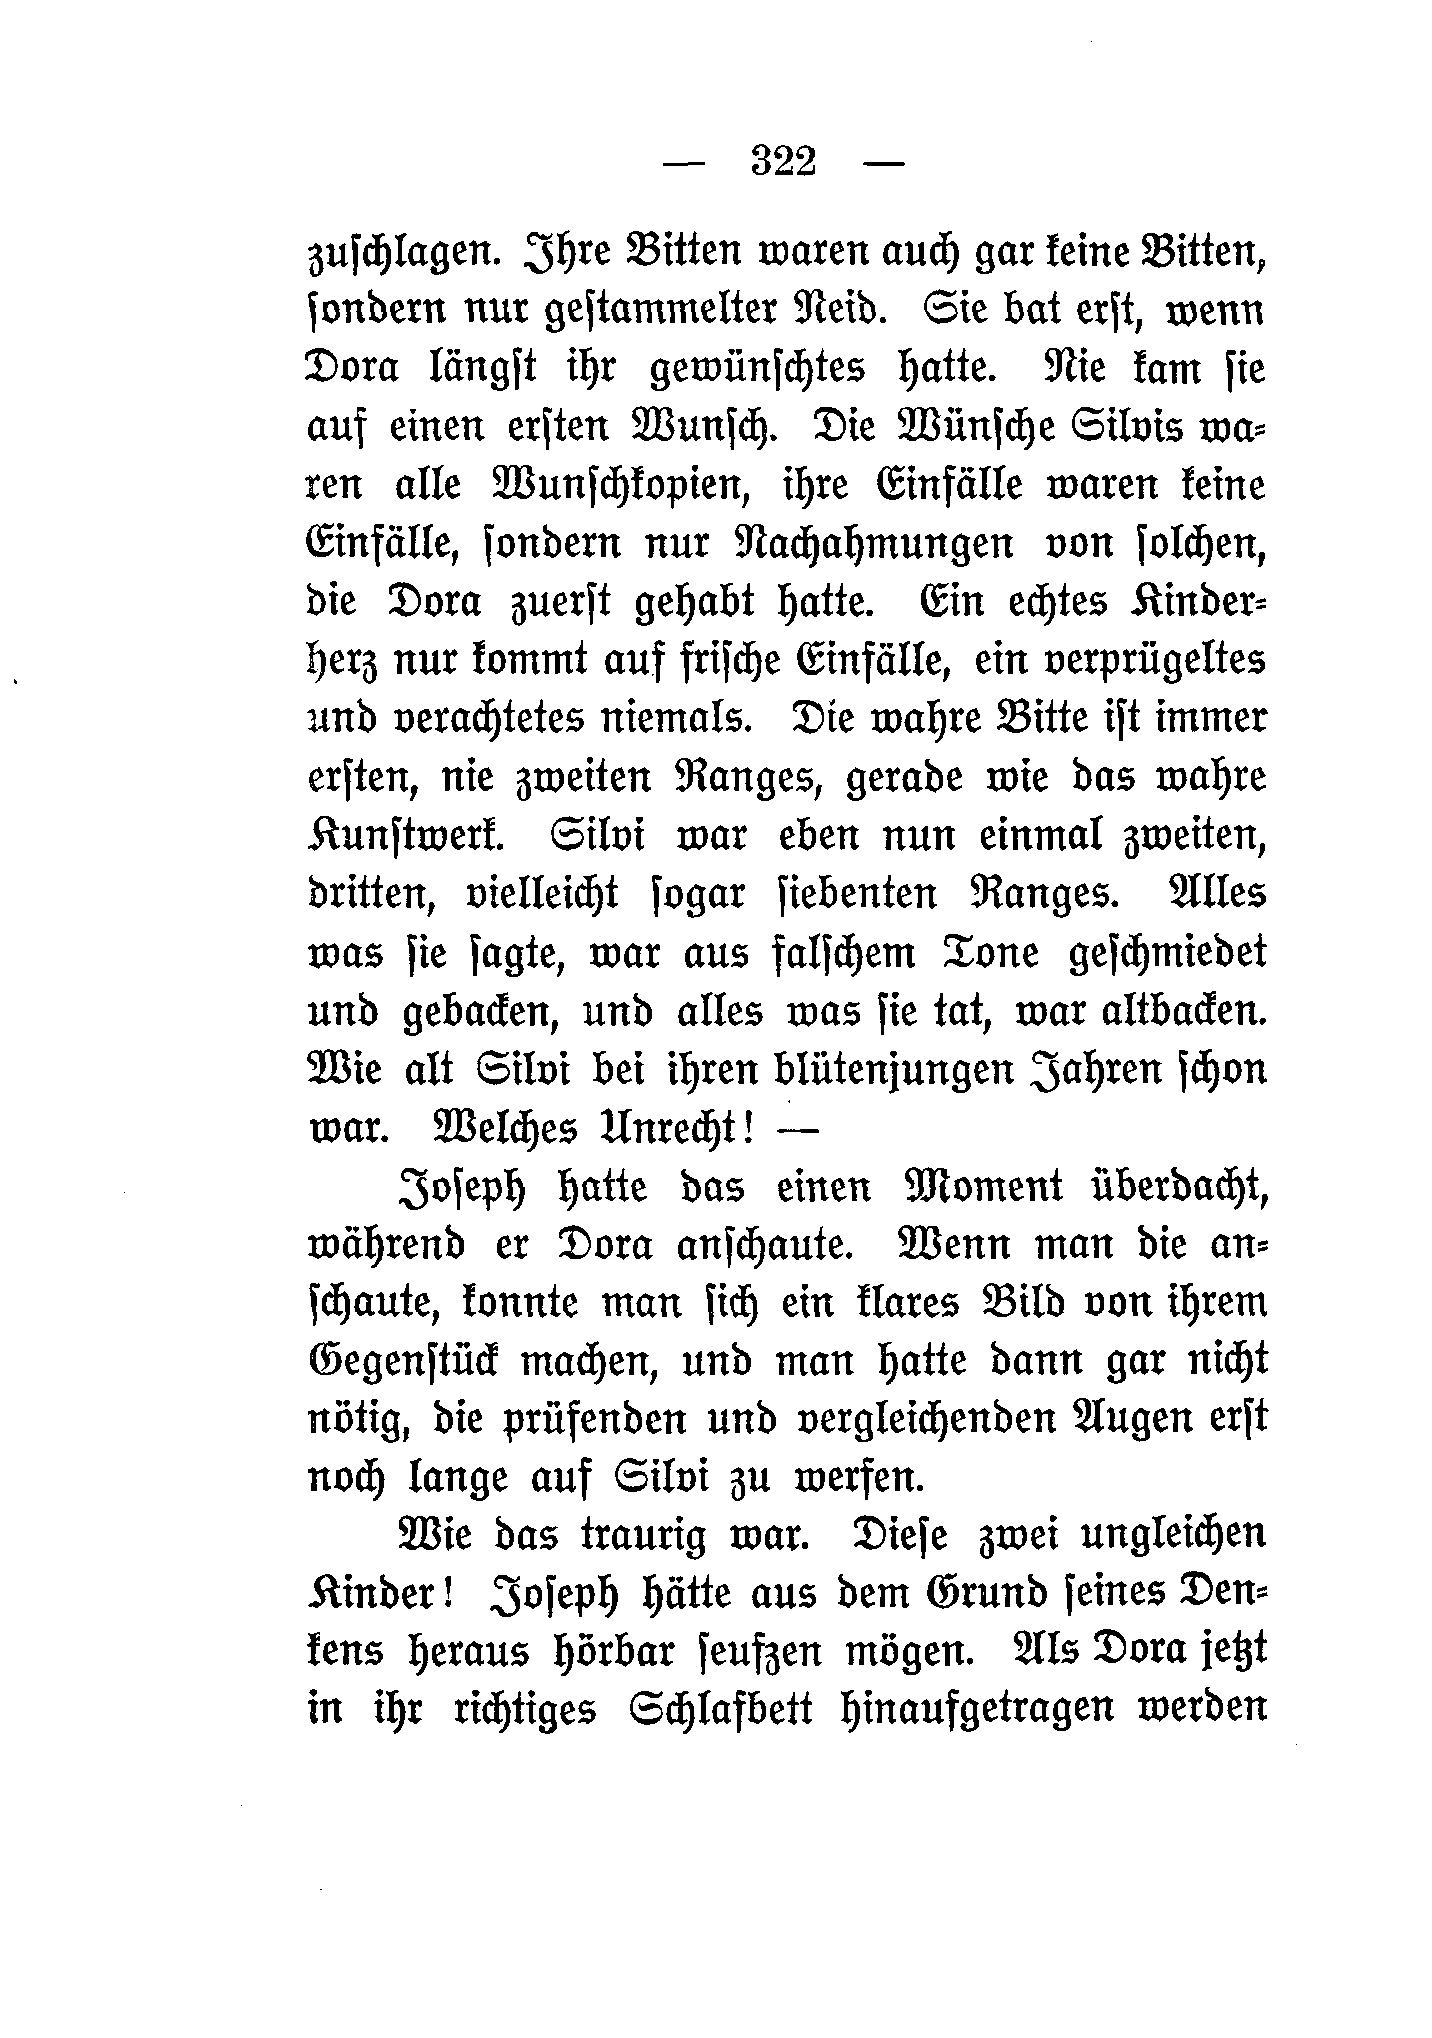 — 322 —
zuſchlagen. Ihre Bitten waren auch gar keine Bitten,
ſondern nur geſtammelter Neid. Sie bat erſt, wenn
Dora längſt ihr gewünſchtes hatte. Nie kam ſie
auf einen erſten Wunſch. Die Wünſche Silvis wa-
ren alle Wunſchkopien, ihre Einfälle waren keine
Einfälle, ſondern nur Nachahmungen von ſolchen,
die Dora zuerſt gehabt hatte. Ein echtes Kinder-
herz nur kommt auf friſche Einfälle, ein verprügeltes
und verachtetes niemals. Die wahre Bitte iſt immer
erſten, nie zweiten Ranges, gerade wie das wahre
Kunſtwerk. Silvi war eben nun einmal zweiten,
dritten, vielleicht ſogar ſiebenten Ranges. Alles
was ſie ſagte, war aus falſchem Tone geſchmiedet
und gebacken, und alles was ſie tat, war altbacken.
Wie alt Silvi bei ihren blütenjungen Jahren ſchon
war. Welches Unrecht! —
Joſeph hatte das einen Moment überdacht,
während er Dora anſchaute. Wenn man die an-
ſchaute, konnte man ſich ein klares Bild von ihrem
Gegenſtück machen, und man hatte dann gar nicht
nötig, die prüfenden und vergleichenden Augen erſt
noch lange auf Silvi zu werfen.
Wie das traurig war. Dieſe zwei ungleichen
Kinder! Joſeph hätte aus dem Grund ſeines Den-
kens heraus hörbar ſeufzen mögen. Als Dora jetzt
in ihr richtiges Schlafbett hinaufgetragen werden